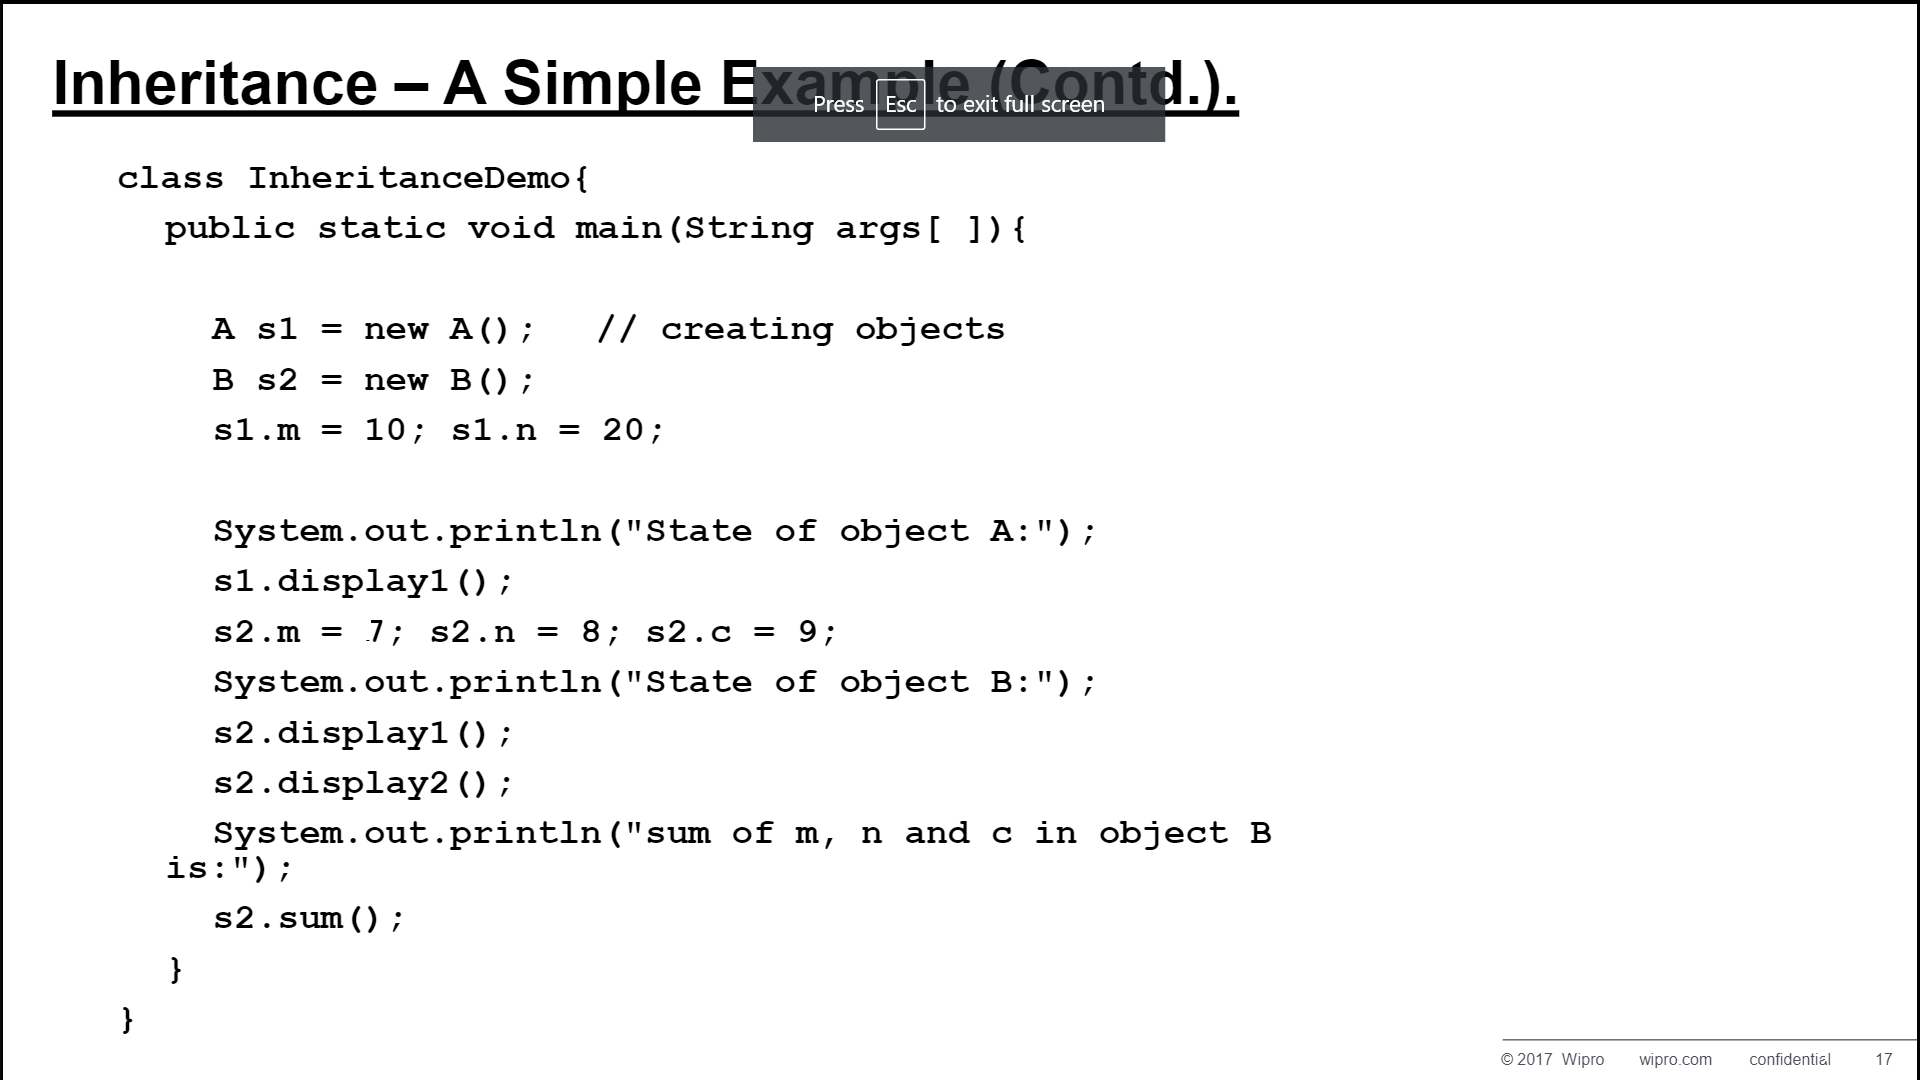 Inheritance – A Simple Example (Contd.).
Press Esc to exit full screen
class InheritanceDemo{
public static void main(String args[ ]){
A s1 = new A();   // creating objects
B s2 = new B();
s1.m = 10; s1.n = 20;
System.out.println("State of object A:");
s1.display1();
s2.m = 7; s2.n = 8; s2.c = 9;
System.out.println("State of object B:");
s2.display1();
s2.display2();
System.out.println("sum of m, n and c in object B
is:");
s2.sum();
}
}
© 2017 Wipro wipro.com confidential 17